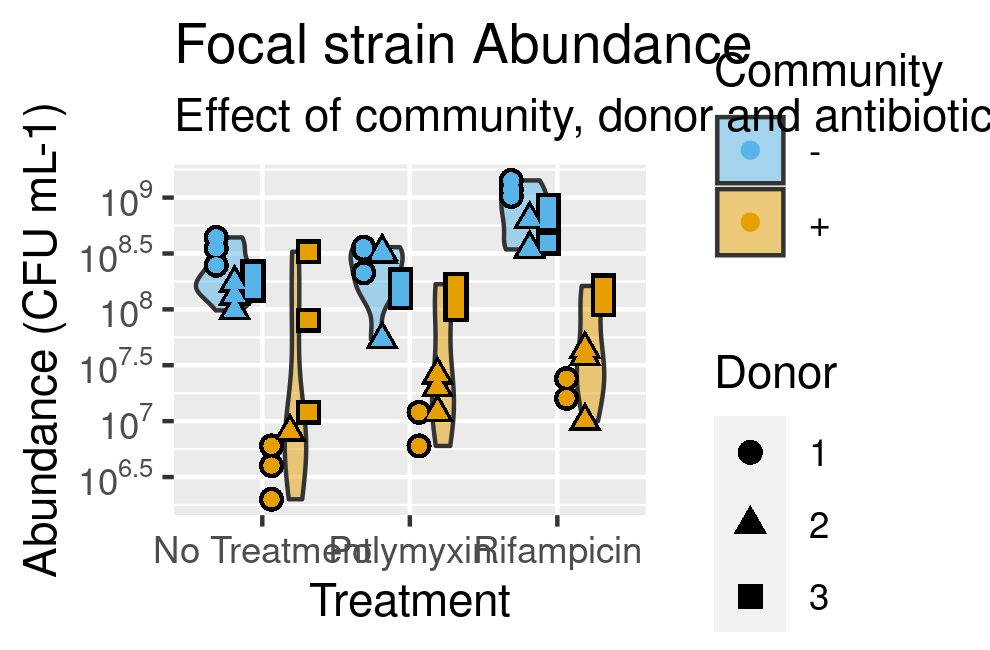 Focal strain Abundance
Effect of community, donor and antibiotic
Abundance (CFU mL-1)
10^9
10^8.5
10^8
10^7.5
10^7
10^6.5
No Treatment
Polymyxin
Rifampicin
Treatment
Community
-
+
Donor
1
2
3